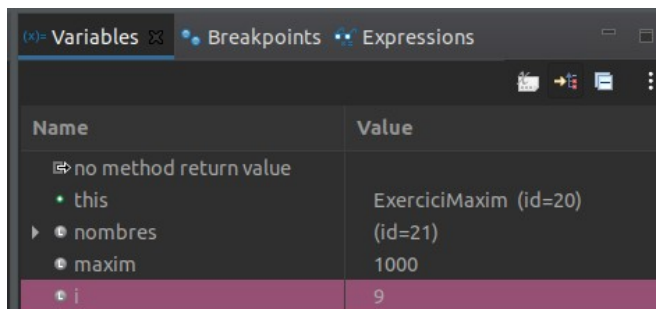 (x)= Variables Breakpoints Expressions
Name Value
no method return value
this ExerciciMaxim (id=20)
nombres (id=21)
maxim 1000
i 9